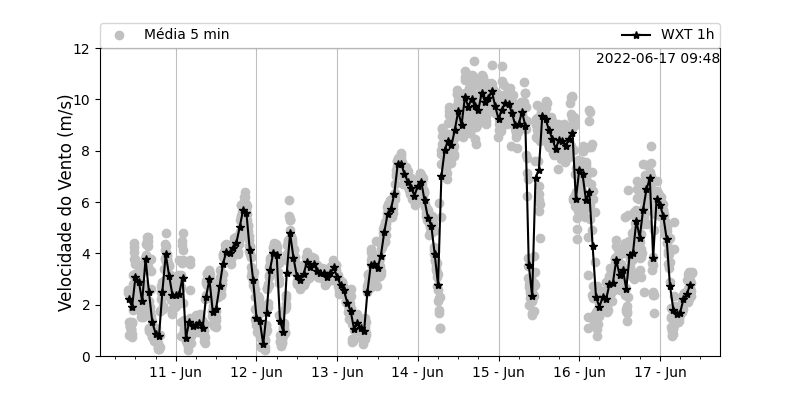 Média 5 min
WXT 1h
2022-06-17 09:48
Velocidade do Vento (m/s)
12
10
8
6
4
2
0
11 - Jun
12 - Jun
13 - Jun
14 - Jun
15 - Jun
16 - Jun
17 - Jun